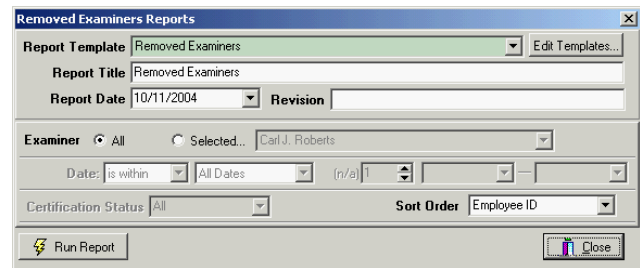 Removed Examiners Reports
Report Template Removed Examiners Edit Templates...
Report Title Removed Examiners
Report Date 10/11/2004 Revision
Examiner All Selected... Carl J. Roberts
Date: is within All Dates (n/a) 1 —
Certification Status All Sort Order Employee ID
Run Report Close